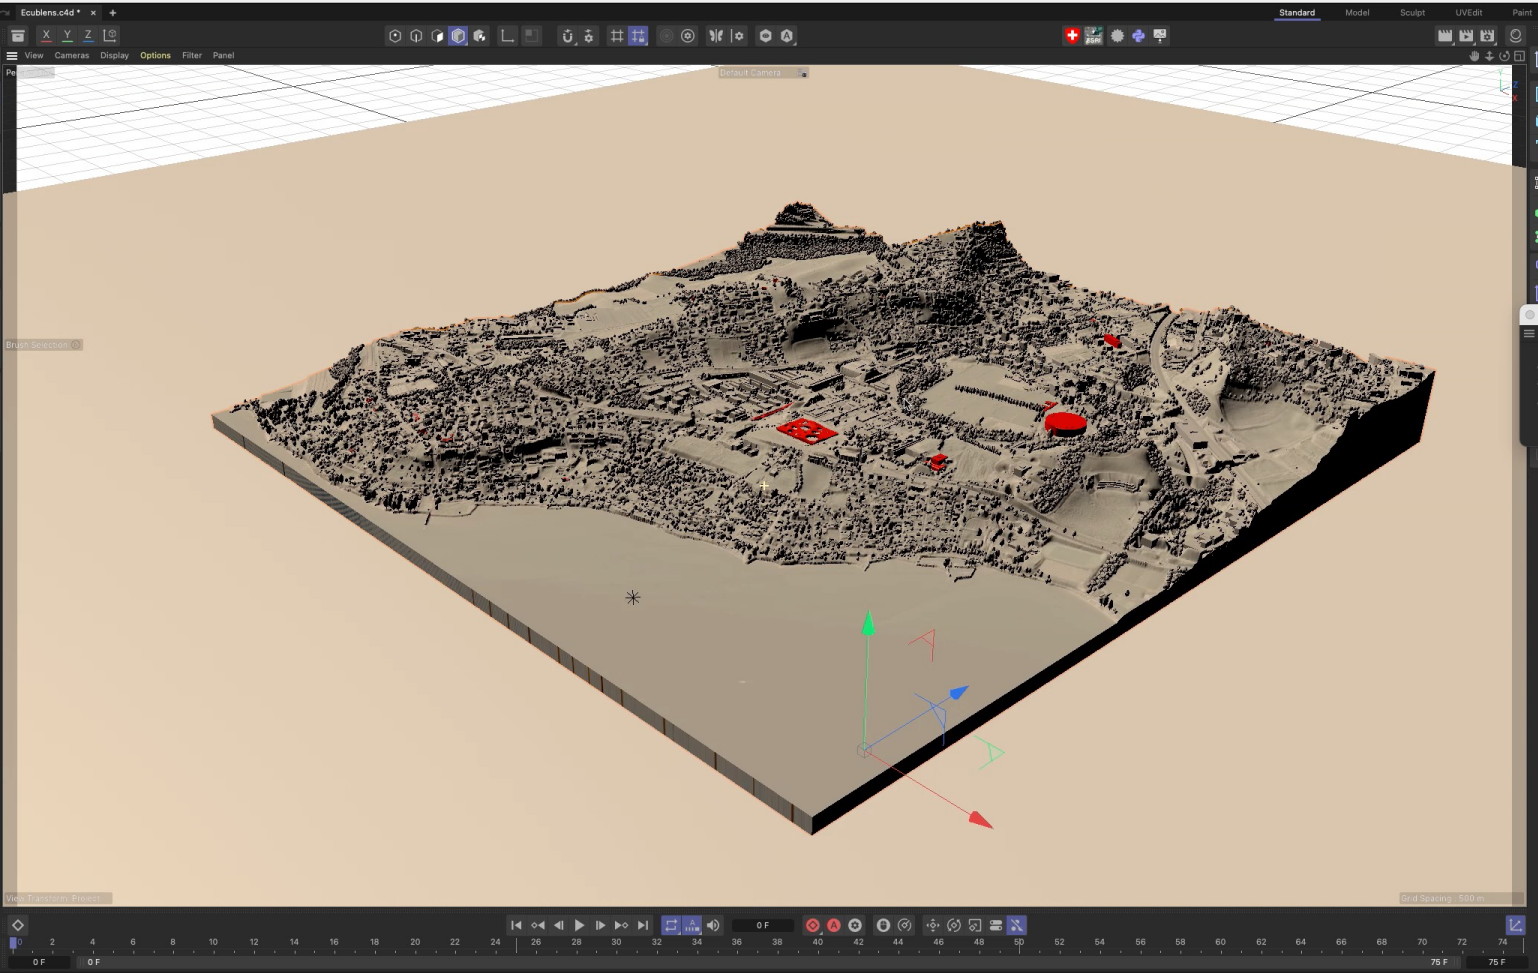 Ecublens.c4d * × +
Standard Model Sculpt UVEdit Paint
X Y Z
View Cameras Display Options Filter Panel
Default Camera
Y
Z
X
Brush Selection
View Transform: Project
Grid Spacing : 500 m
0 F
0 2 4 6 8 10 12 14 16 18 20 22 24 26 28 30 32 34 36 38 40 42 44 46 48 50 52 54 56 58 60 62 64 66 68 70 72 74
0 F 0 F 75 F 75 F